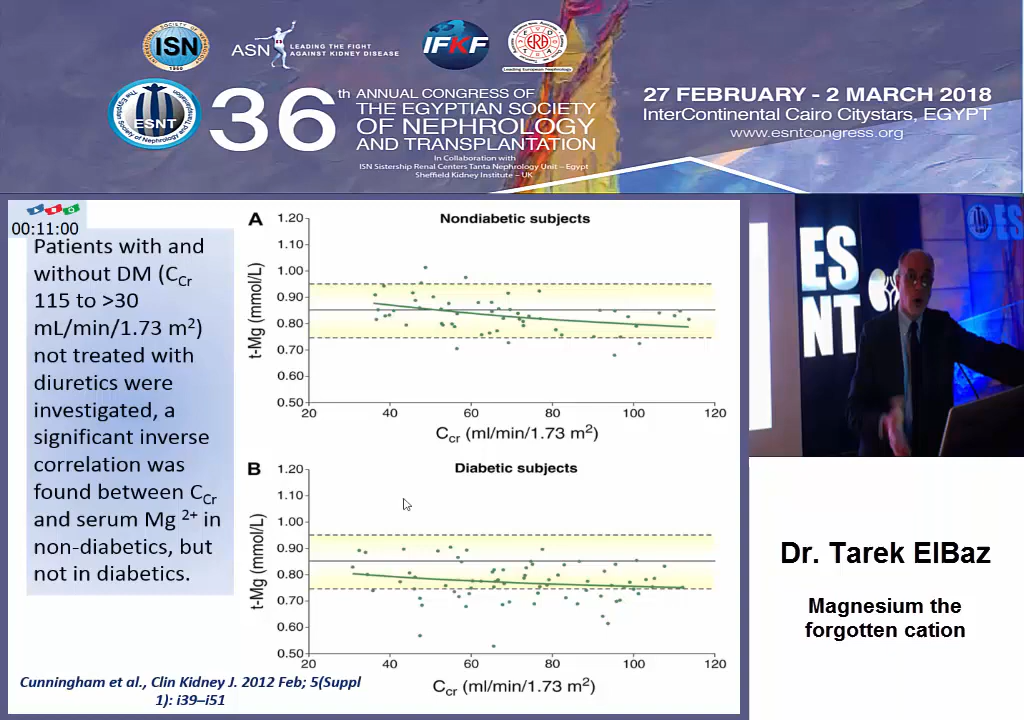 ISN
1960
ASN LEADING THE FIGHT
AGAINST KIDNEY DISEASE
IFKF
ERA
Leading European Nephrology
The Egyptian Society of Nephrology and Transplantation
ESNT
36th ANNUAL CONGRESS OF
THE EGYPTIAN SOCIETY
OF NEPHROLOGY
AND TRANSPLANTATION
In Collaboration with
ISN Sistership Renal Centers Tanta Nephrology Unit – Egypt
Sheffield Kidney Institute – UK
27 FEBRUARY - 2 MARCH 2018
InterContinental Cairo Citystars, EGYPT
www.esntcongress.org
00:11:00
Patients with and
without DM (CCr
115 to >30
mL/min/1.73 m2)
not treated with
diuretics were
investigated, a
significant inverse
correlation was
found between CCr
and serum Mg 2+ in
non-diabetics, but
not in diabetics.
A
Nondiabetic subjects
t-Mg (mmol/L)
1.20
1.10
1.00
0.90
0.80
0.70
0.60
0.50
20 40 60 80 100 120
Ccr (ml/min/1.73 m2)
B
Diabetic subjects
t-Mg (mmol/L)
1.20
1.10
1.00
0.90
0.80
0.70
0.60
0.50
20 40 60 80 100 120
Ccr (ml/min/1.73 m2)
Cunningham et al., Clin Kidney J. 2012 Feb; 5(Suppl
1): i39–i51
ES
NT
ES
Dr. Tarek ElBaz
Magnesium the
forgotten cation